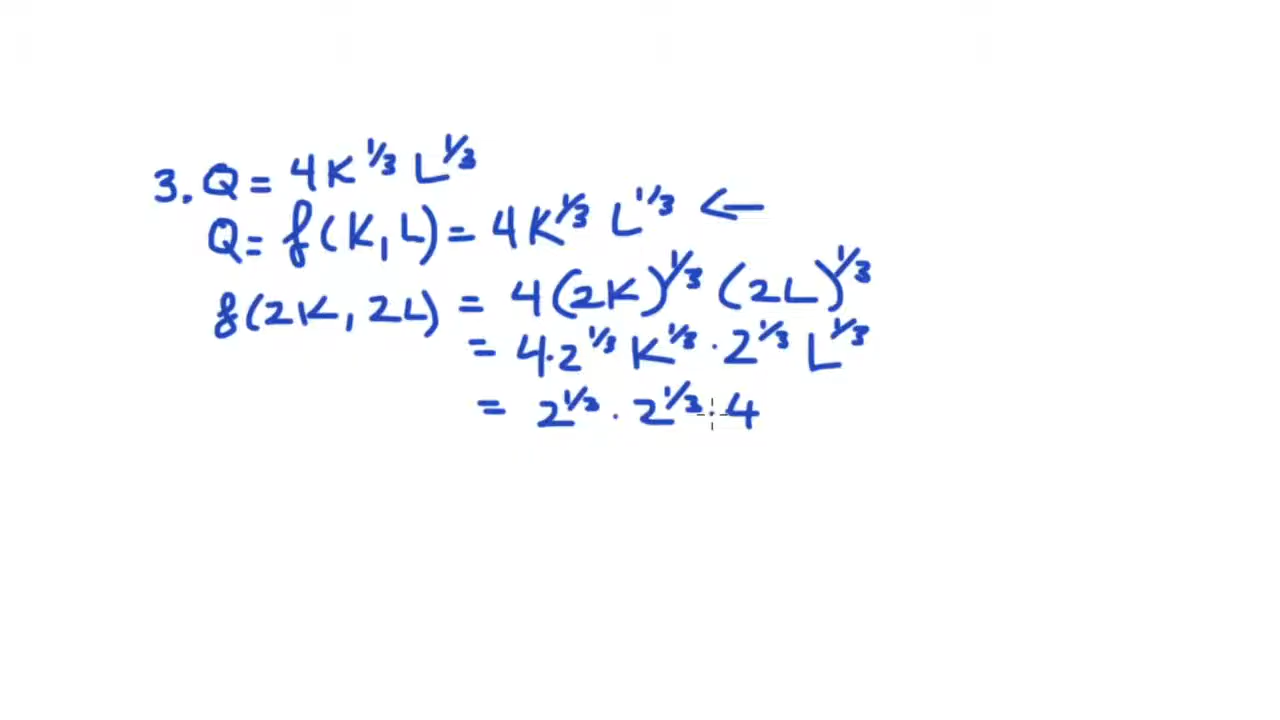 3. Q = 4K^1/3 L^1/3
Q = f(K, L) = 4K^1/3 L^1/3 ←
f(2K, 2L) = 4(2K)^1/3 (2L)^1/3
= 4·2^1/3 K^1/3 · 2^1/3 L^1/3
= 2^1/3 · 2^1/3 · 4